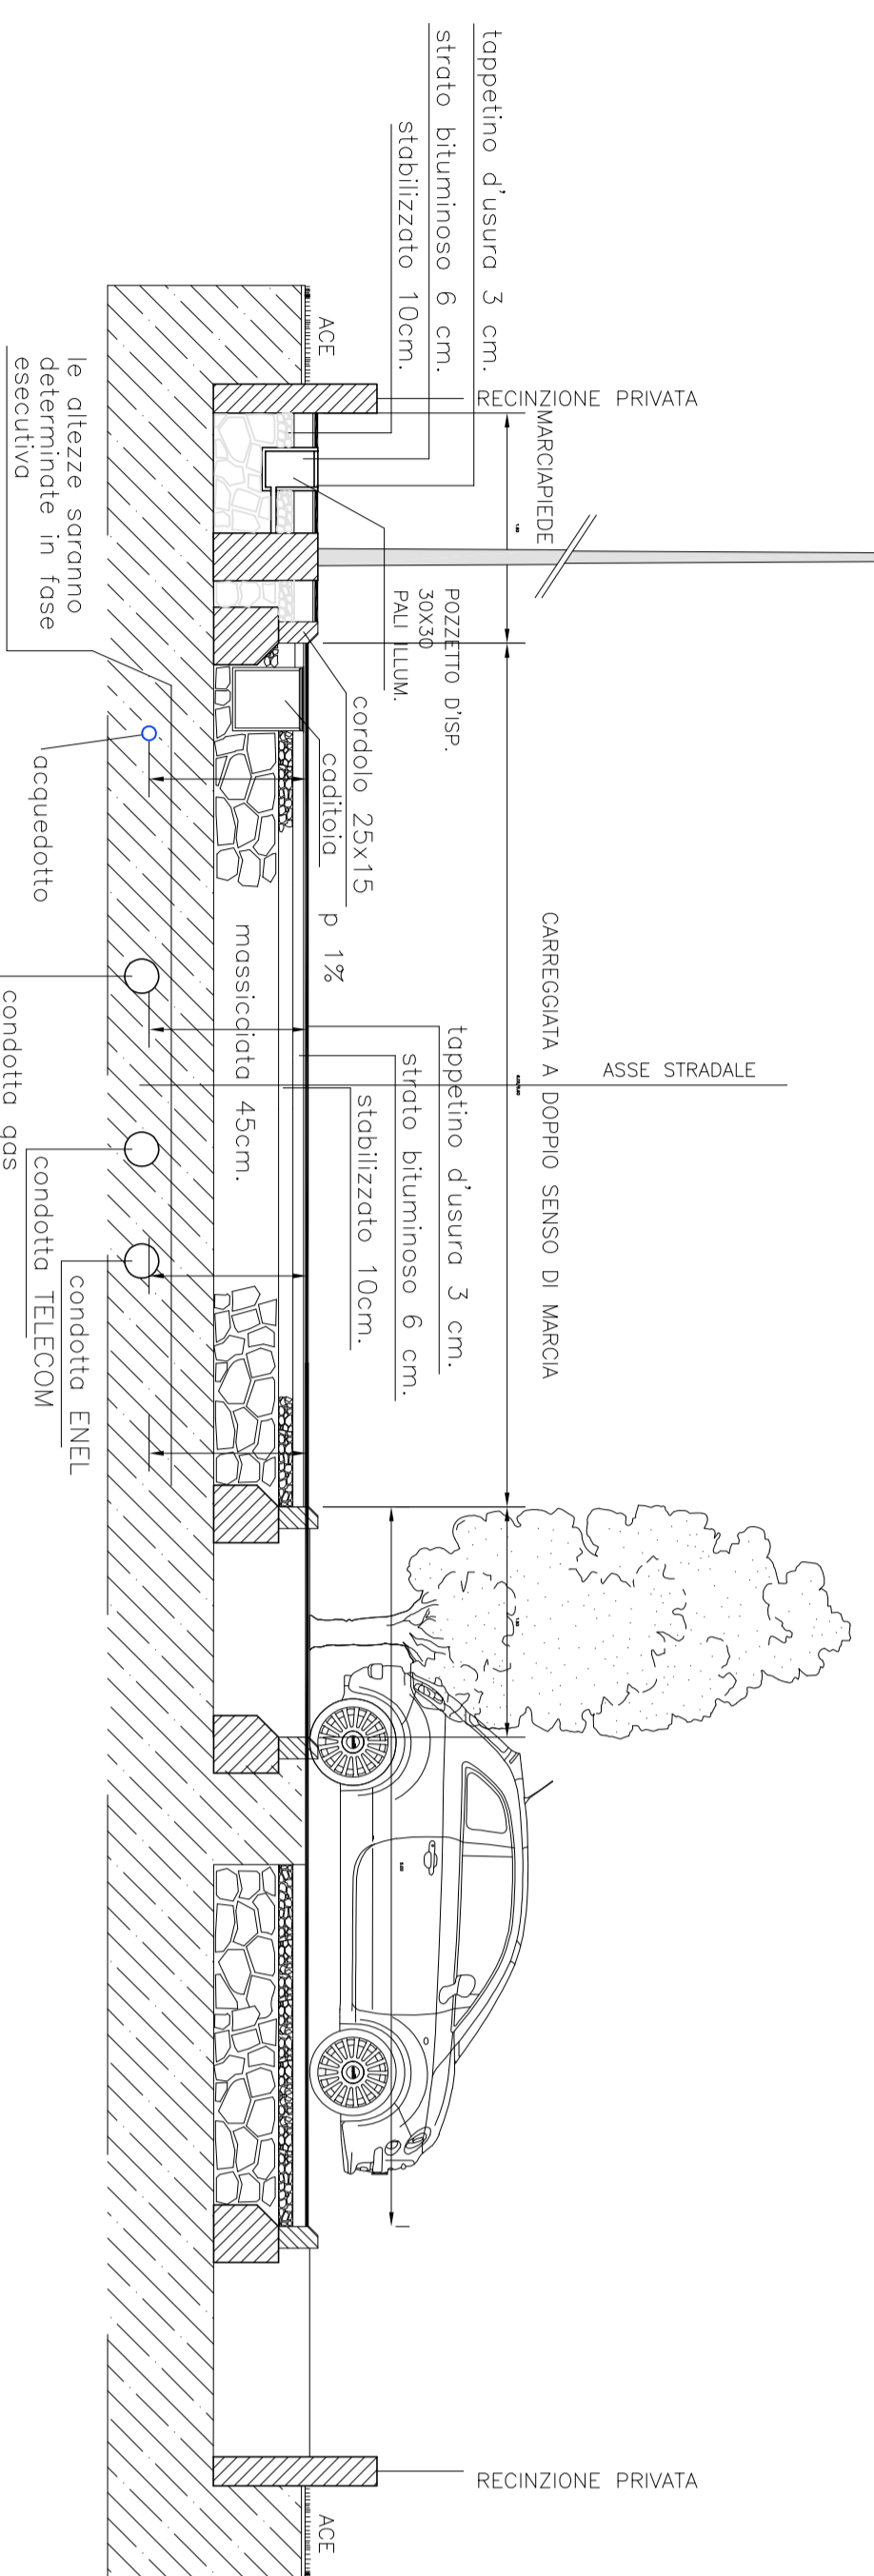 tappetino d'usura 3 cm.
strato bituminoso 6 cm.
stabilizzato 10cm.
ACE
RECINZIONE PRIVATA
MARCIAPIEDE
POZZETTO D'ISP.
30X30
PALI ILLUM.
cordolo 25x15
caditoia
p 1%
CARREGGIATA A DOPPIO SENSO DI MARCIA
ASSE STRADALE
tappetino d'usura 3 cm.
strato bituminoso 6 cm.
stabilizzato 10cm.
massicciata 45cm.
le altezze saranno
determinate in fase
esecutiva
acquedotto
condotta gas
condotta TELECOM
condotta ENEL
RECINZIONE PRIVATA
ACE